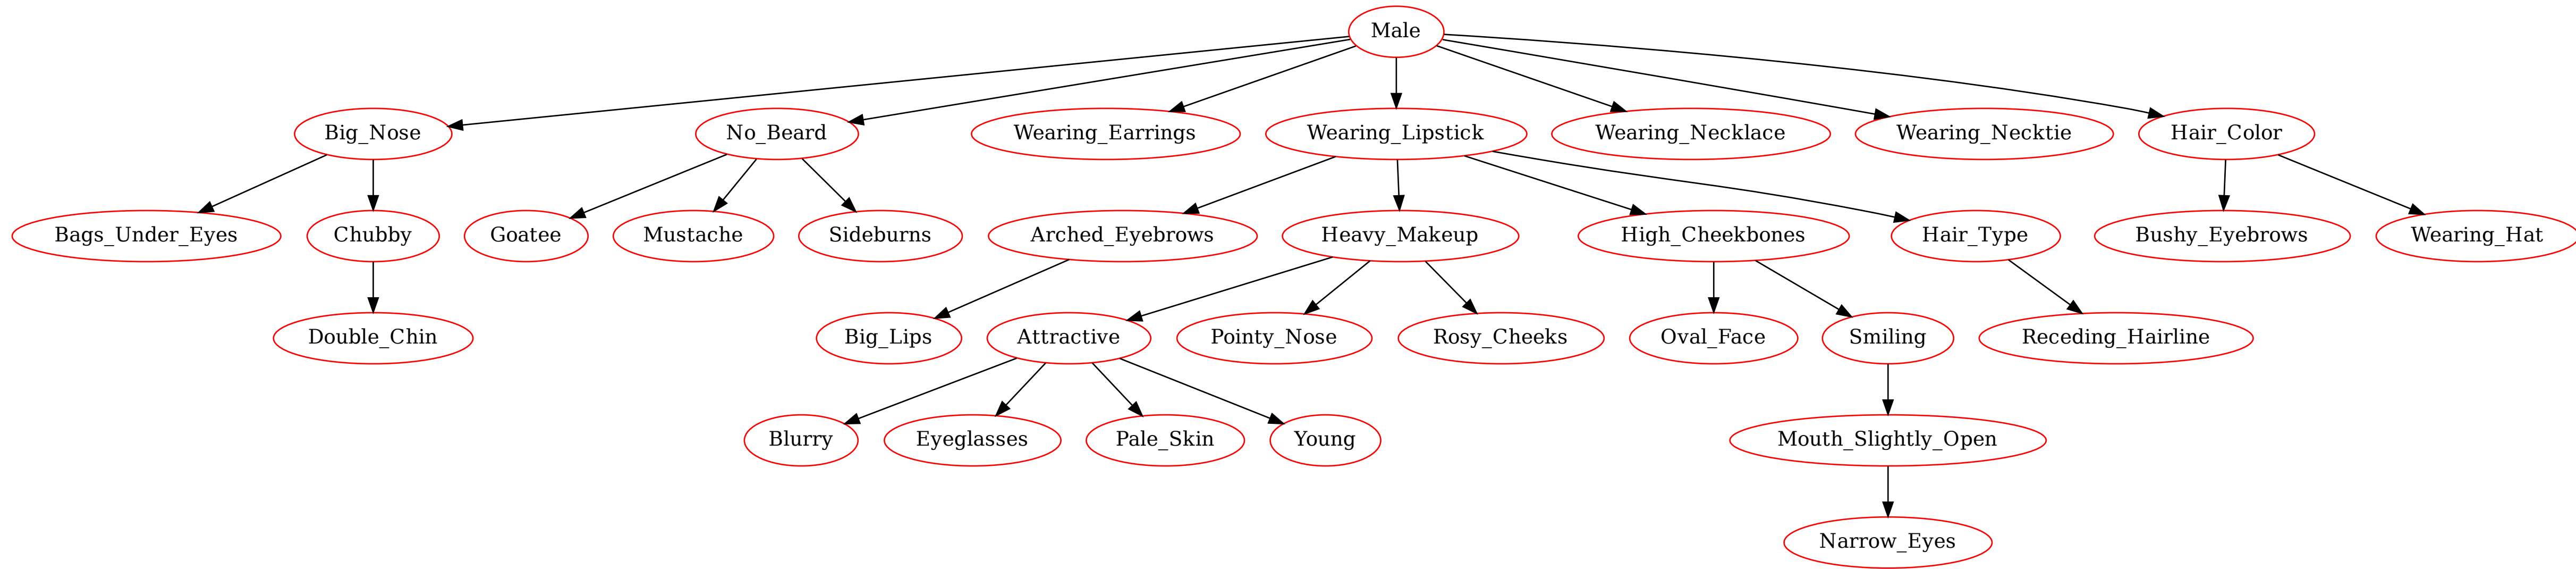 Male
Big_Nose
No_Beard
Wearing_Earrings
Wearing_Lipstick
Wearing_Necklace
Wearing_Necktie
Hair_Color
Bags_Under_Eyes
Chubby
Goatee
Mustache
Sideburns
Arched_Eyebrows
Heavy_Makeup
High_Cheekbones
Hair_Type
Bushy_Eyebrows
Wearing_Hat
Double_Chin
Big_Lips
Attractive
Pointy_Nose
Rosy_Cheeks
Oval_Face
Smiling
Receding_Hairline
Blurry
Eyeglasses
Pale_Skin
Young
Mouth_Slightly_Open
Narrow_Eyes